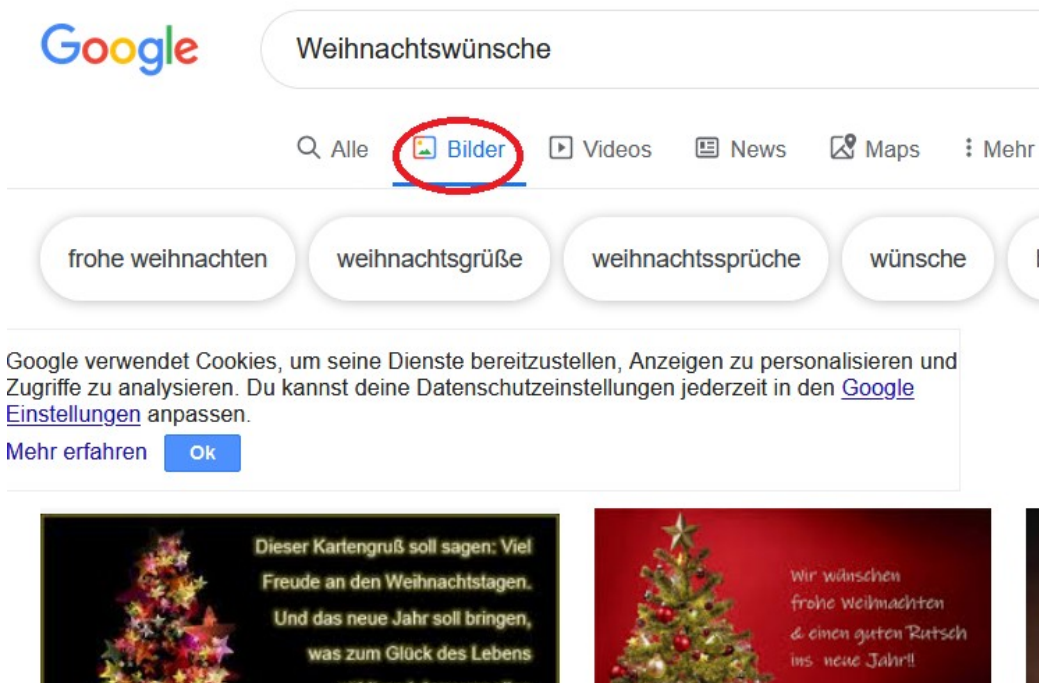 Google
Weihnachtswünsche
Alle Bilder Videos News Maps Mehr
frohe weihnachten weihnachtsgrüße weihnachtssprüche wünsche
Google verwendet Cookies, um seine Dienste bereitzustellen, Anzeigen zu personalisieren und
Zugriffe zu analysieren. Du kannst deine Datenschutzeinstellungen jederzeit in den Google
Einstellungen anpassen.
Mehr erfahren Ok
Dieser Kartengruß soll sagen: Viel
Freude an den Weihnachtstagen.
Und das neue Jahr soll bringen,
was zum Glück des Lebens
Wir wünschen
frohe Weihnachten
& einen guten Rutsch
ins neue Jahr!!